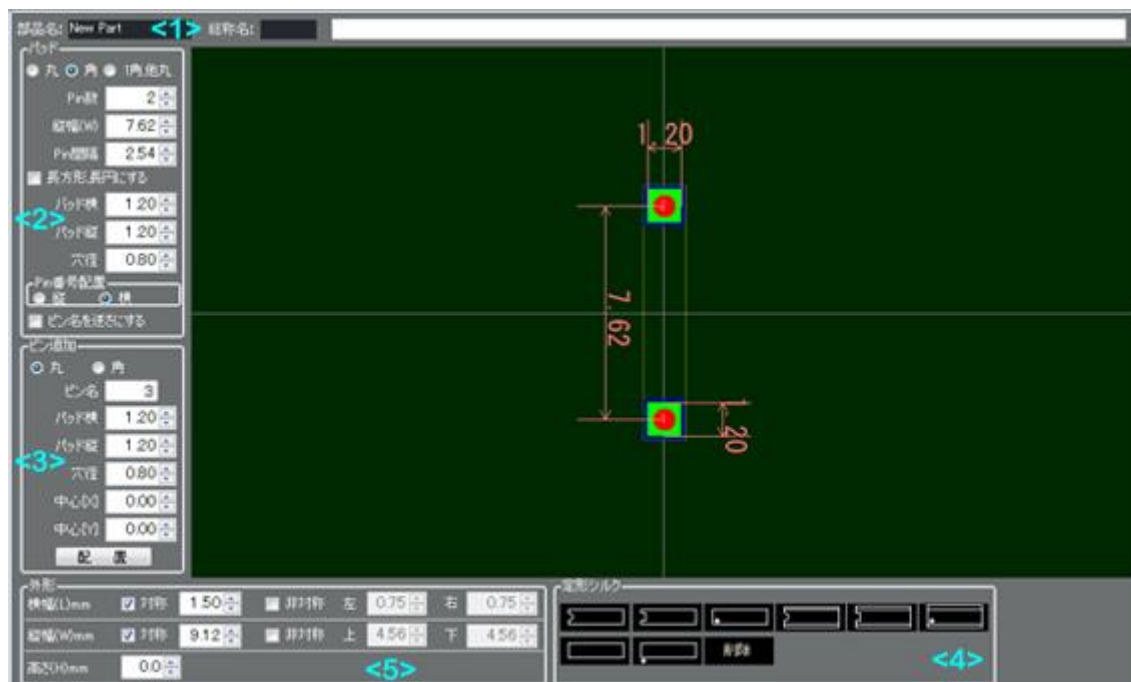 部品名: New Part <1> 総称名:
パッド
丸 角 1角,他丸
Pin数 2
縦幅(W) 7.62
Pin間隔 2.54
長方形,長円にする
パッド横 1.20
<2>
パッド縦 1.20
穴径 0.80
Pin番号配置
縦 横
ピン名を逆さにする
ピン追加
丸 角
ピン名 3
パッド横 1.20
パッド縦 1.20
<3>
穴径 0.80
中心(X) 0.00
中心(Y) 0.00
配 置
1.20
7.62
1.20
外形
横幅(L)mm 対称 1.50 非対称 左 0.75 右 0.75
縦幅(W)mm 対称 9.12 非対称 上 4.56 下 4.56
高さ(H)mm 0.0 <5>
定形シルク
削除
<4>